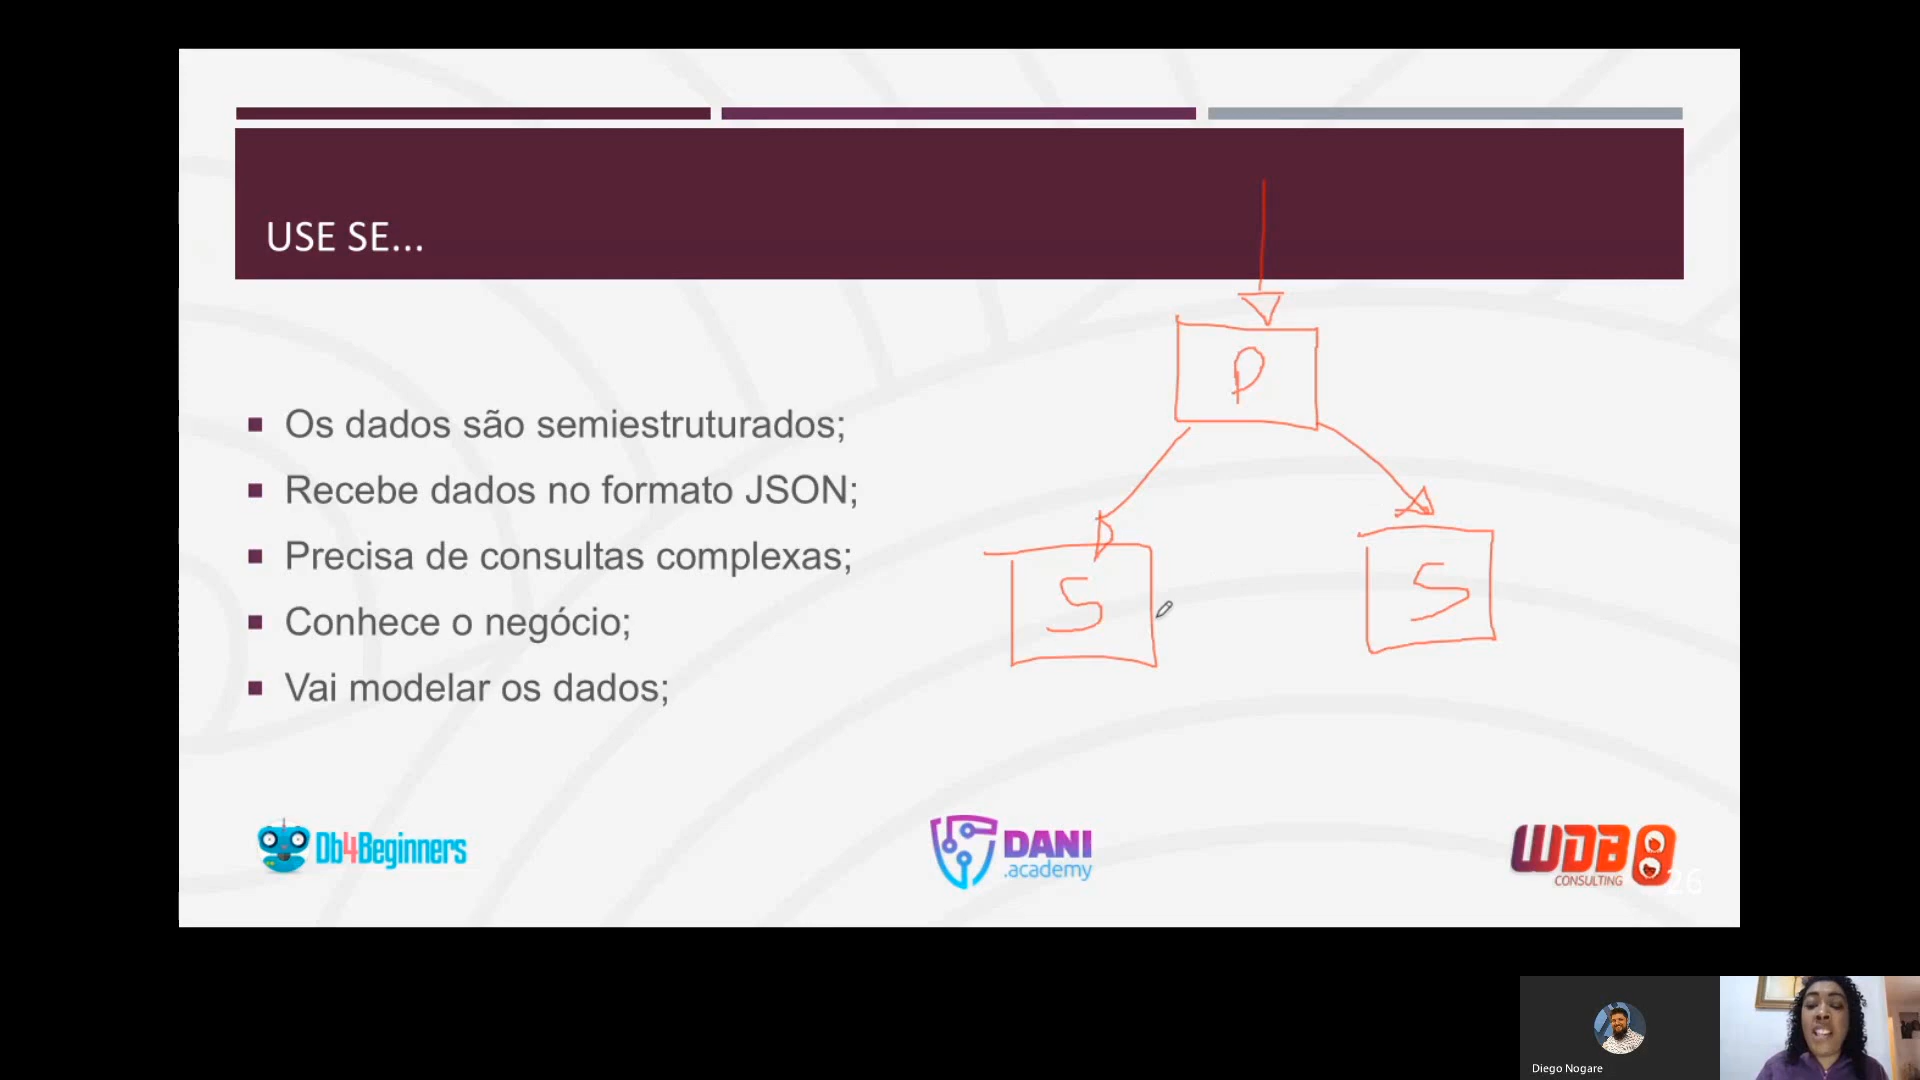 USE SE...
P
Os dados são semiestruturados;
Recebe dados no formato JSON;
Precisa de consultas complexas;
Conhece o negócio;
Vai modelar os dados;
S
S
Db4Beginners
DANI
.academy
WDB
CONSULTING
26
Diego Nogare